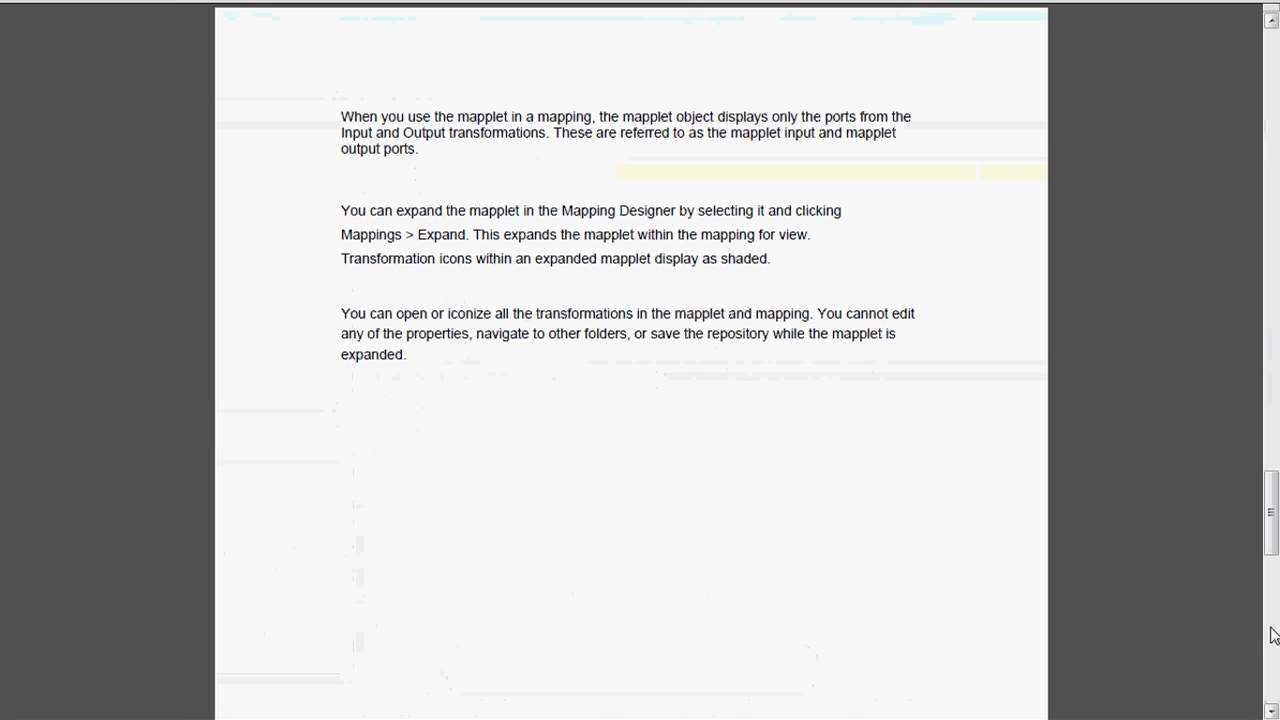 When you use the mapplet in a mapping, the mapplet object displays only the ports from the
Input and Output transformations. These are referred to as the mapplet input and mapplet
output ports.
You can expand the mapplet in the Mapping Designer by selecting it and clicking
Mappings > Expand. This expands the mapplet within the mapping for view.
Transformation icons within an expanded mapplet display as shaded.
You can open or iconize all the transformations in the mapplet and mapping. You cannot edit
any of the properties, navigate to other folders, or save the repository while the mapplet is
expanded.